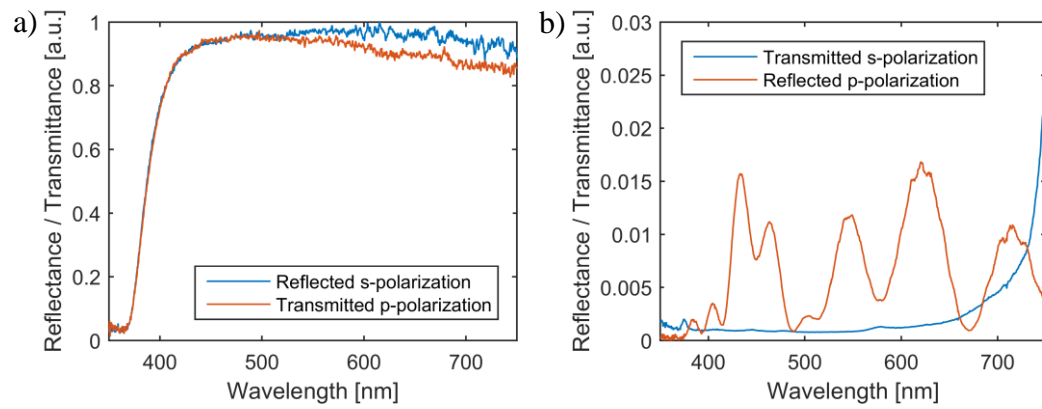 a)
Reflectance / Transmittance [a.u.]
1
0.8
0.6
0.4
0.2
0
Reflected s-polarization
Transmitted p-polarization
400
500
600
700
Wavelength [nm]
b)
Reflectance / Transmittance [a.u.]
0.03
0.025
0.02
0.015
0.01
0.005
0
Transmitted s-polarization
Reflected p-polarization
400
500
600
700
Wavelength [nm]